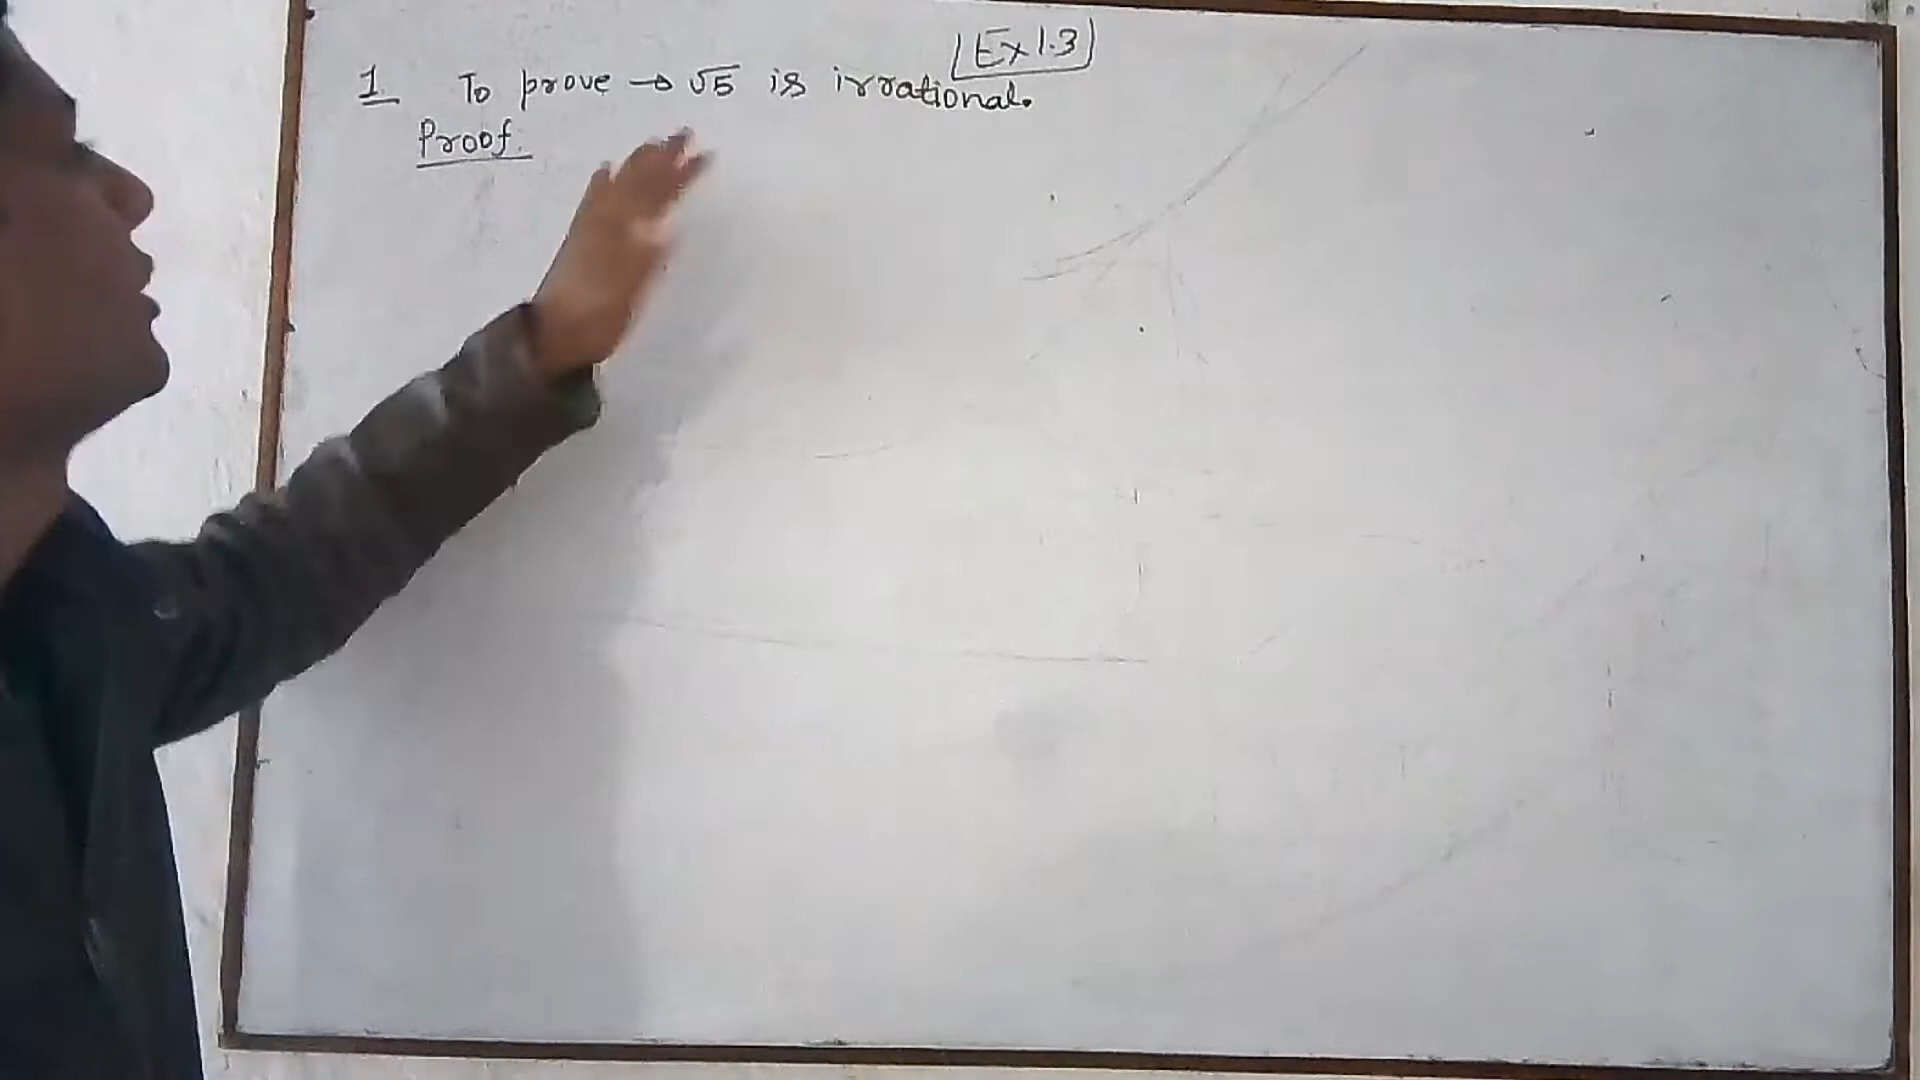 Ex 1.3
1. To prove → √5 is irrational.
Proof.